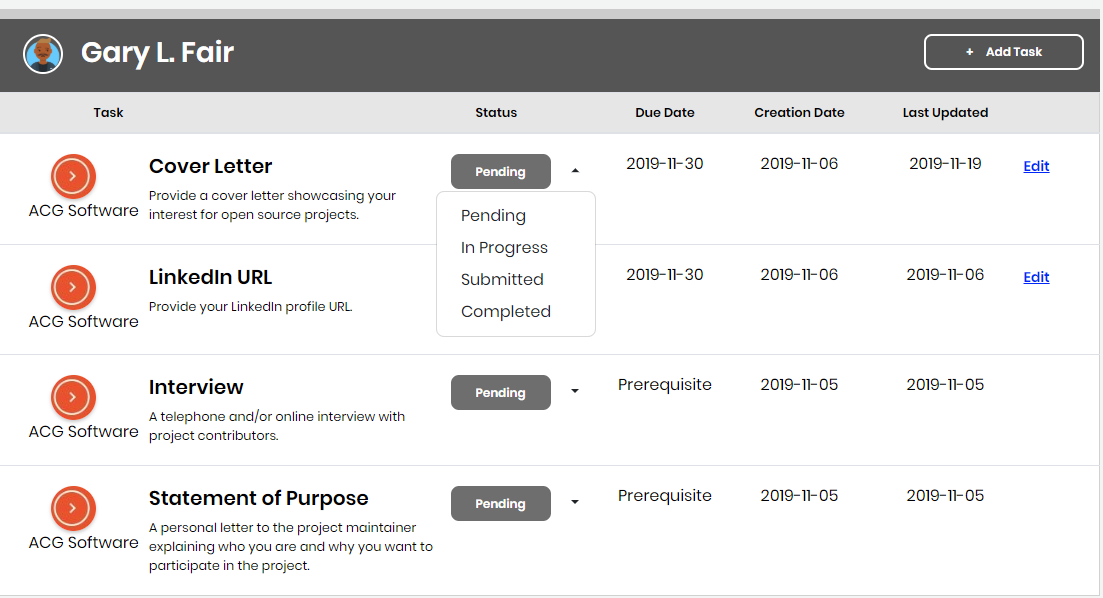 Gary L. Fair
+ Add Task
Task Status Due Date Creation Date Last Updated
Cover Letter
Provide a cover letter showcasing your
interest for open source projects.
ACG Software
Pending
2019-11-30 2019-11-06 2019-11-19 Edit
Pending
In Progress
Submitted
Completed
LinkedIn URL
Provide your LinkedIn profile URL.
ACG Software
2019-11-30 2019-11-06 2019-11-06 Edit
Interview
A telephone and/or online interview with
project contributors.
ACG Software
Pending
Prerequisite 2019-11-05 2019-11-05
Statement of Purpose
A personal letter to the project maintainer
explaining who you are and why you want to
participate in the project.
ACG Software
Pending
Prerequisite 2019-11-05 2019-11-05